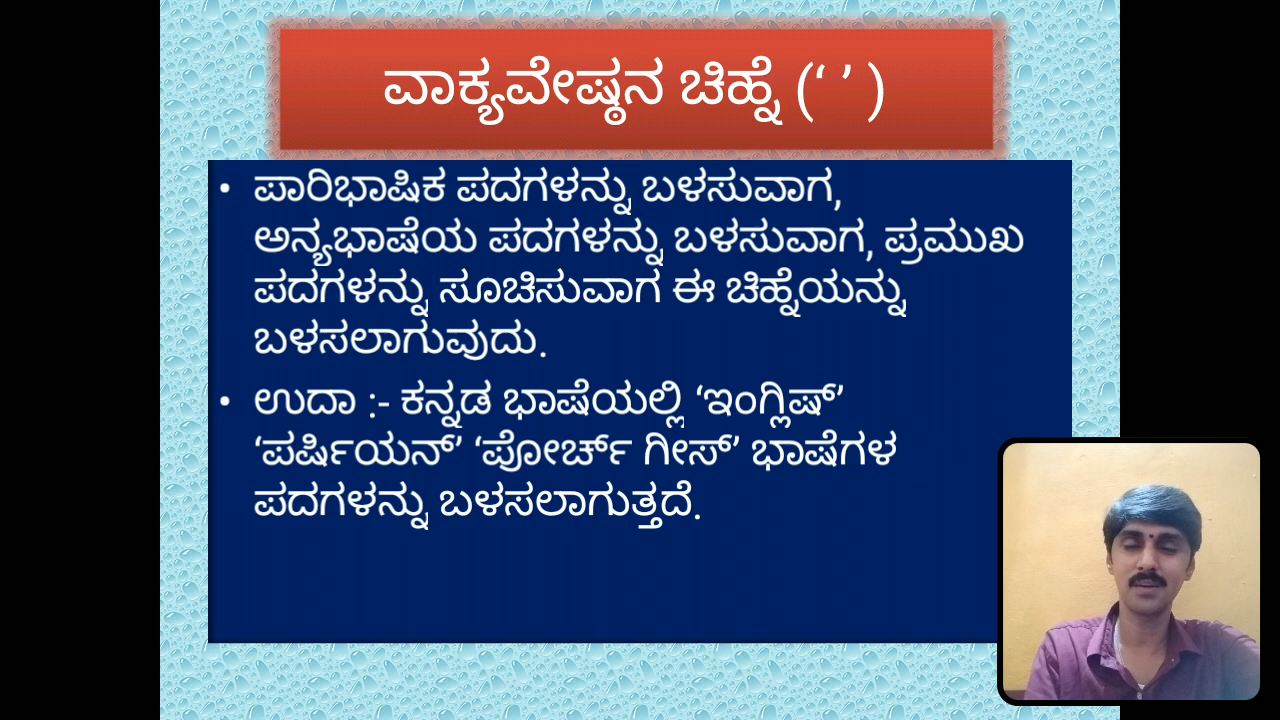 ವಾಕ್ಯವೇಷ್ಠನ ಚಿಹ್ನೆ (‘ ’ )
• ಪಾರಿಭಾಷಿಕ ಪದಗಳನ್ನು ಬಳಸುವಾಗ,
ಅನ್ಯಭಾಷೆಯ ಪದಗಳನ್ನು ಬಳಸುವಾಗ, ಪ್ರಮುಖ
ಪದಗಳನ್ನು ಸೂಚಿಸುವಾಗ ಈ ಚಿಹ್ನೆಯನ್ನು
ಬಳಸಲಾಗುವುದು.
• ಉದಾ :- ಕನ್ನಡ ಭಾಷೆಯಲ್ಲಿ ‘ಇಂಗ್ಲಿಷ್’
‘ಪರ್ಷಿಯನ್’ ‘ಪೋರ್ಚ್ ಗೀಸ್’ ಭಾಷೆಗಳ
ಪದಗಳನ್ನು ಬಳಸಲಾಗುತ್ತದೆ.